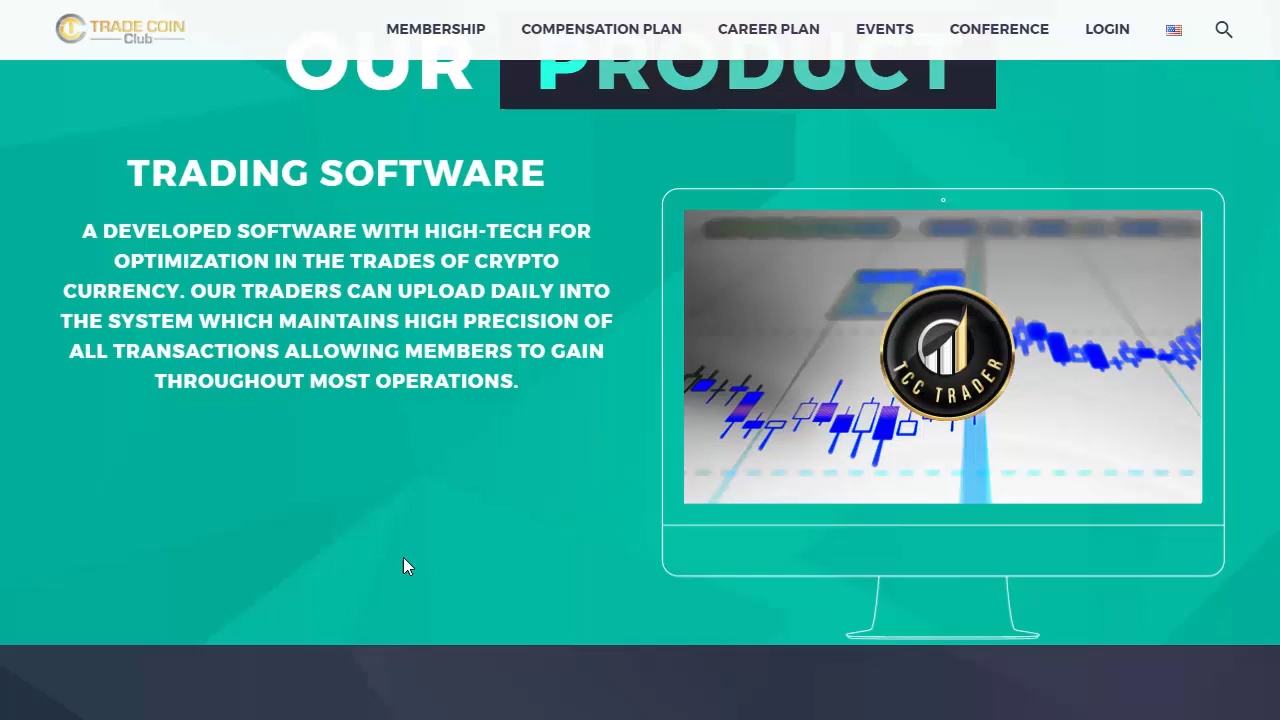 TRADE COIN
Club
MEMBERSHIP
COMPENSATION PLAN
CAREER PLAN
EVENTS
CONFERENCE
LOGIN
OUR PRODUCT
TRADING SOFTWARE
A DEVELOPED SOFTWARE WITH HIGH-TECH FOR
OPTIMIZATION IN THE TRADES OF CRYPTO
CURRENCY. OUR TRADERS CAN UPLOAD DAILY INTO
THE SYSTEM WHICH MAINTAINS HIGH PRECISION OF
ALL TRANSACTIONS ALLOWING MEMBERS TO GAIN
THROUGHOUT MOST OPERATIONS.
TCC TRADER